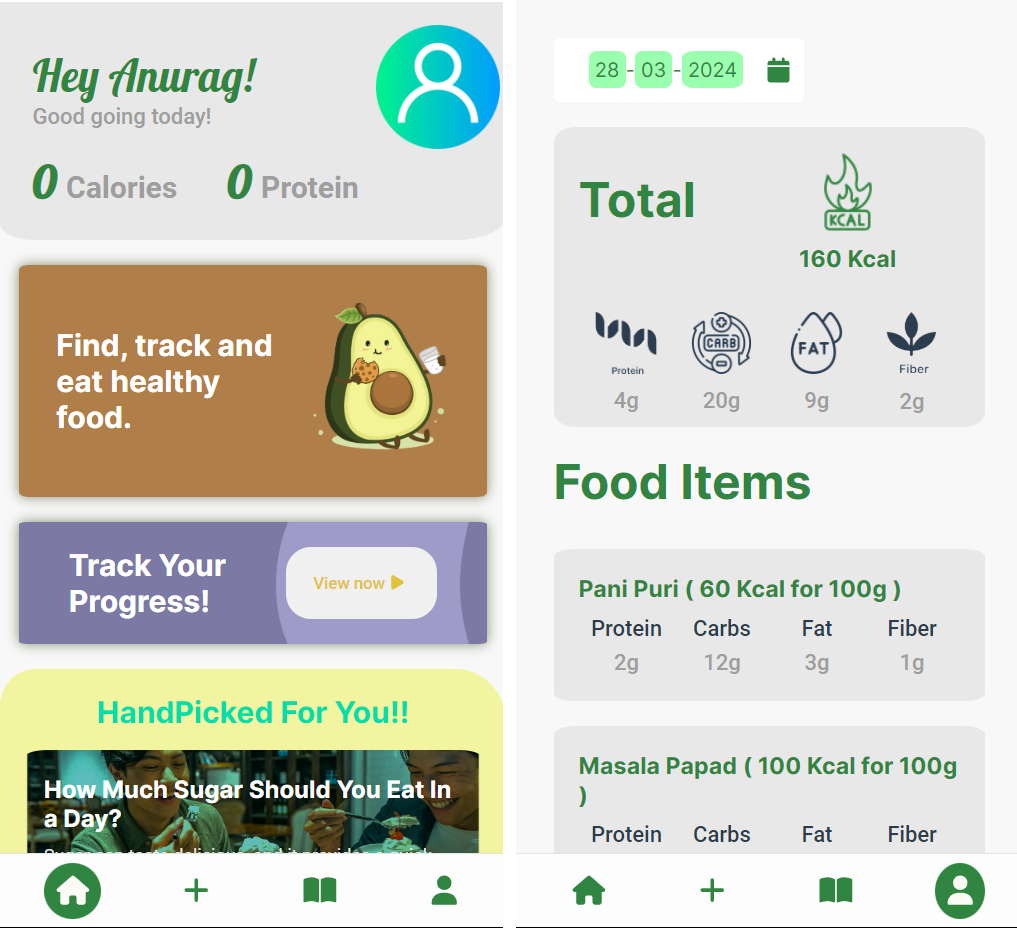 Hey Anurag!
Good going today!
0 Calories 0 Protein
Find, track and
eat healthy
food.
Track Your
Progress!
View now
HandPicked For You!!
How Much Sugar Should You Eat In
a Day?
28 - 03 - 2024
Total
KCAL
160 Kcal
CARB
FAT
Protein
Fiber
4g 20g 9g 2g
Food Items
Pani Puri ( 60 Kcal for 100g )
Protein Carbs Fat Fiber
2g 12g 3g 1g
Masala Papad ( 100 Kcal for 100g
)
Protein Carbs Fat Fiber